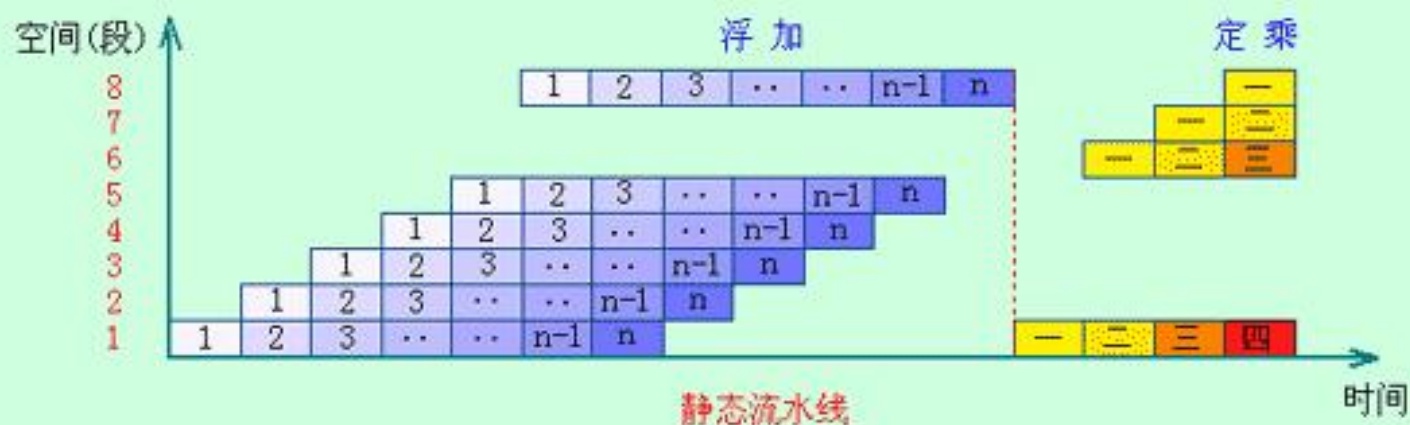 空间(段) 浮 加 定 乘
8 1 2 3 ‥ ‥ n-1 n 一
7 一 二
6 一 二 三
5 1 2 3 ‥ ‥ n-1 n
4 1 2 3 ‥ ‥ n-1 n
3 1 2 3 ‥ ‥ n-1 n
2 1 2 3 ‥ ‥ n-1 n
1 1 2 3 ‥ ‥ n-1 n 一 二 三 四
时间
静态流水线